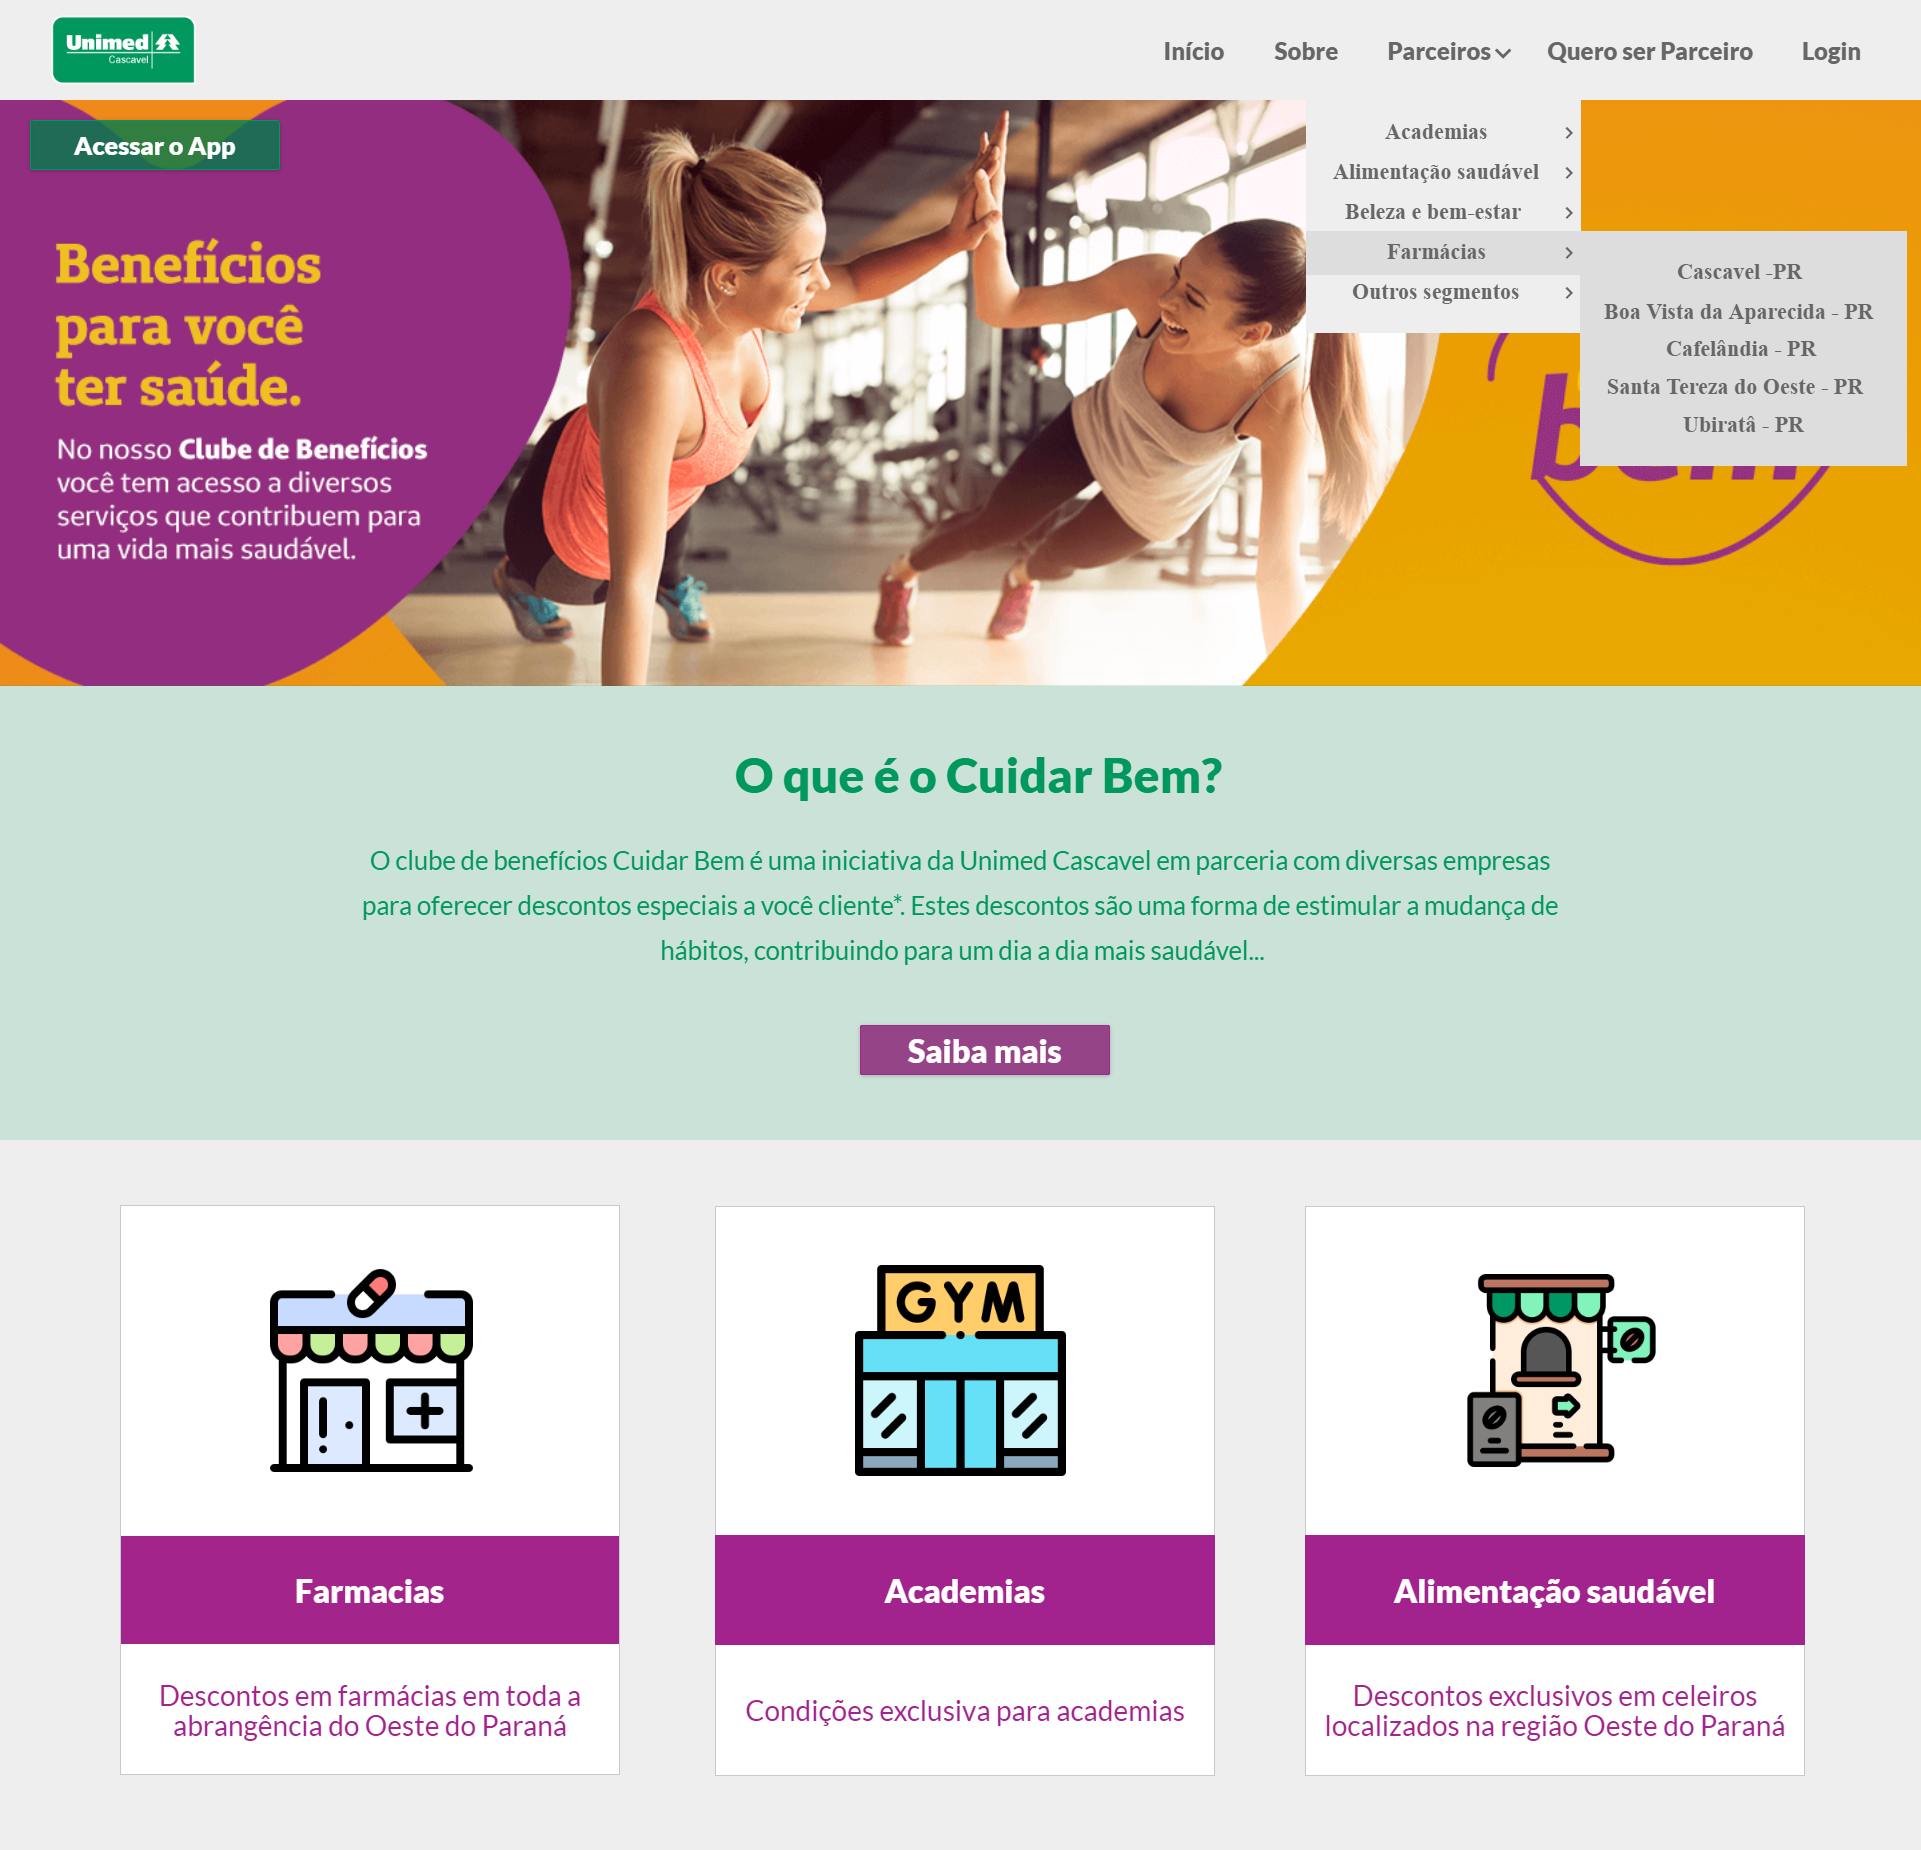 Unimed
Cascavel
Início
Sobre
Parceiros
Quero ser Parceiro
Login
Acessar o App
Academias
Alimentação saudável
Beleza e bem-estar
Farmácias
Outros segmentos
Cascavel -PR
Boa Vista da Aparecida - PR
Cafelândia - PR
Santa Tereza do Oeste - PR
Ubiratâ - PR
Benefícios
para você
ter saúde.
No nosso Clube de Benefícios
você tem acesso a diversos
serviços que contribuem para
uma vida mais saudável.
bem
O que é o Cuidar Bem?
O clube de benefícios Cuidar Bem é uma iniciativa da Unimed Cascavel em parceria com diversas empresas
para oferecer descontos especiais a você cliente*. Estes descontos são uma forma de estimular a mudança de
hábitos, contribuindo para um dia a dia mais saudável...
Saiba mais
GYM
Farmacias
Academias
Alimentação saudável
Descontos em farmácias em toda a
abrangência do Oeste do Paraná
Condições exclusiva para academias
Descontos exclusivos em celeiros
localizados na região Oeste do Paraná